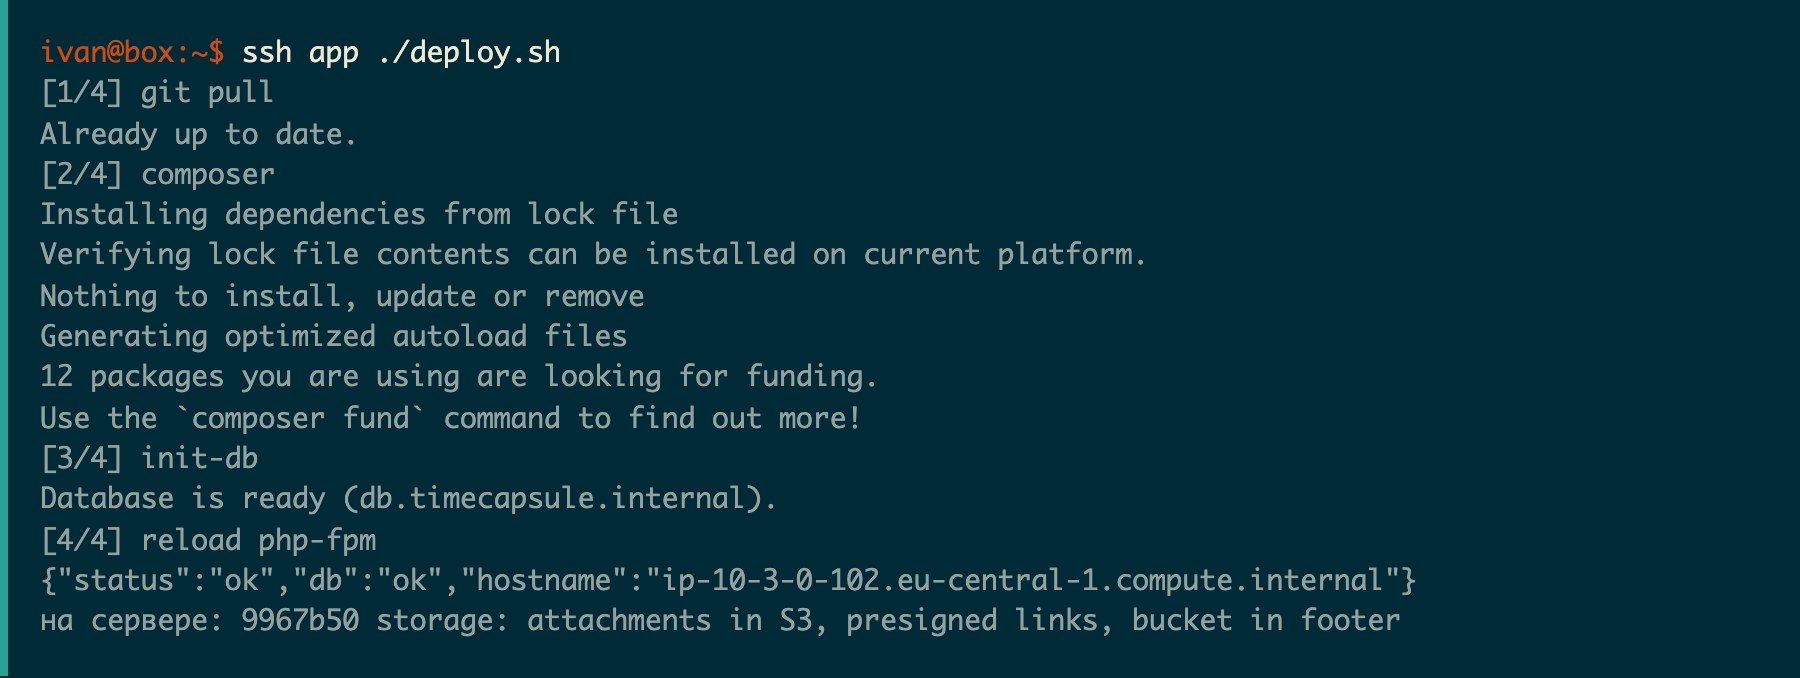 ivan@box:~$ ssh app ./deploy.sh
[1/4] git pull
Already up to date.
[2/4] composer
Installing dependencies from lock file
Verifying lock file contents can be installed on current platform.
Nothing to install, update or remove
Generating optimized autoload files
12 packages you are using are looking for funding.
Use the `composer fund` command to find out more!
[3/4] init-db
Database is ready (db.timecapsule.internal).
[4/4] reload php-fpm
{"status":"ok","db":"ok","hostname":"ip-10-3-0-102.eu-central-1.compute.internal"}
на сервере: 9967b50 storage: attachments in S3, presigned links, bucket in footer